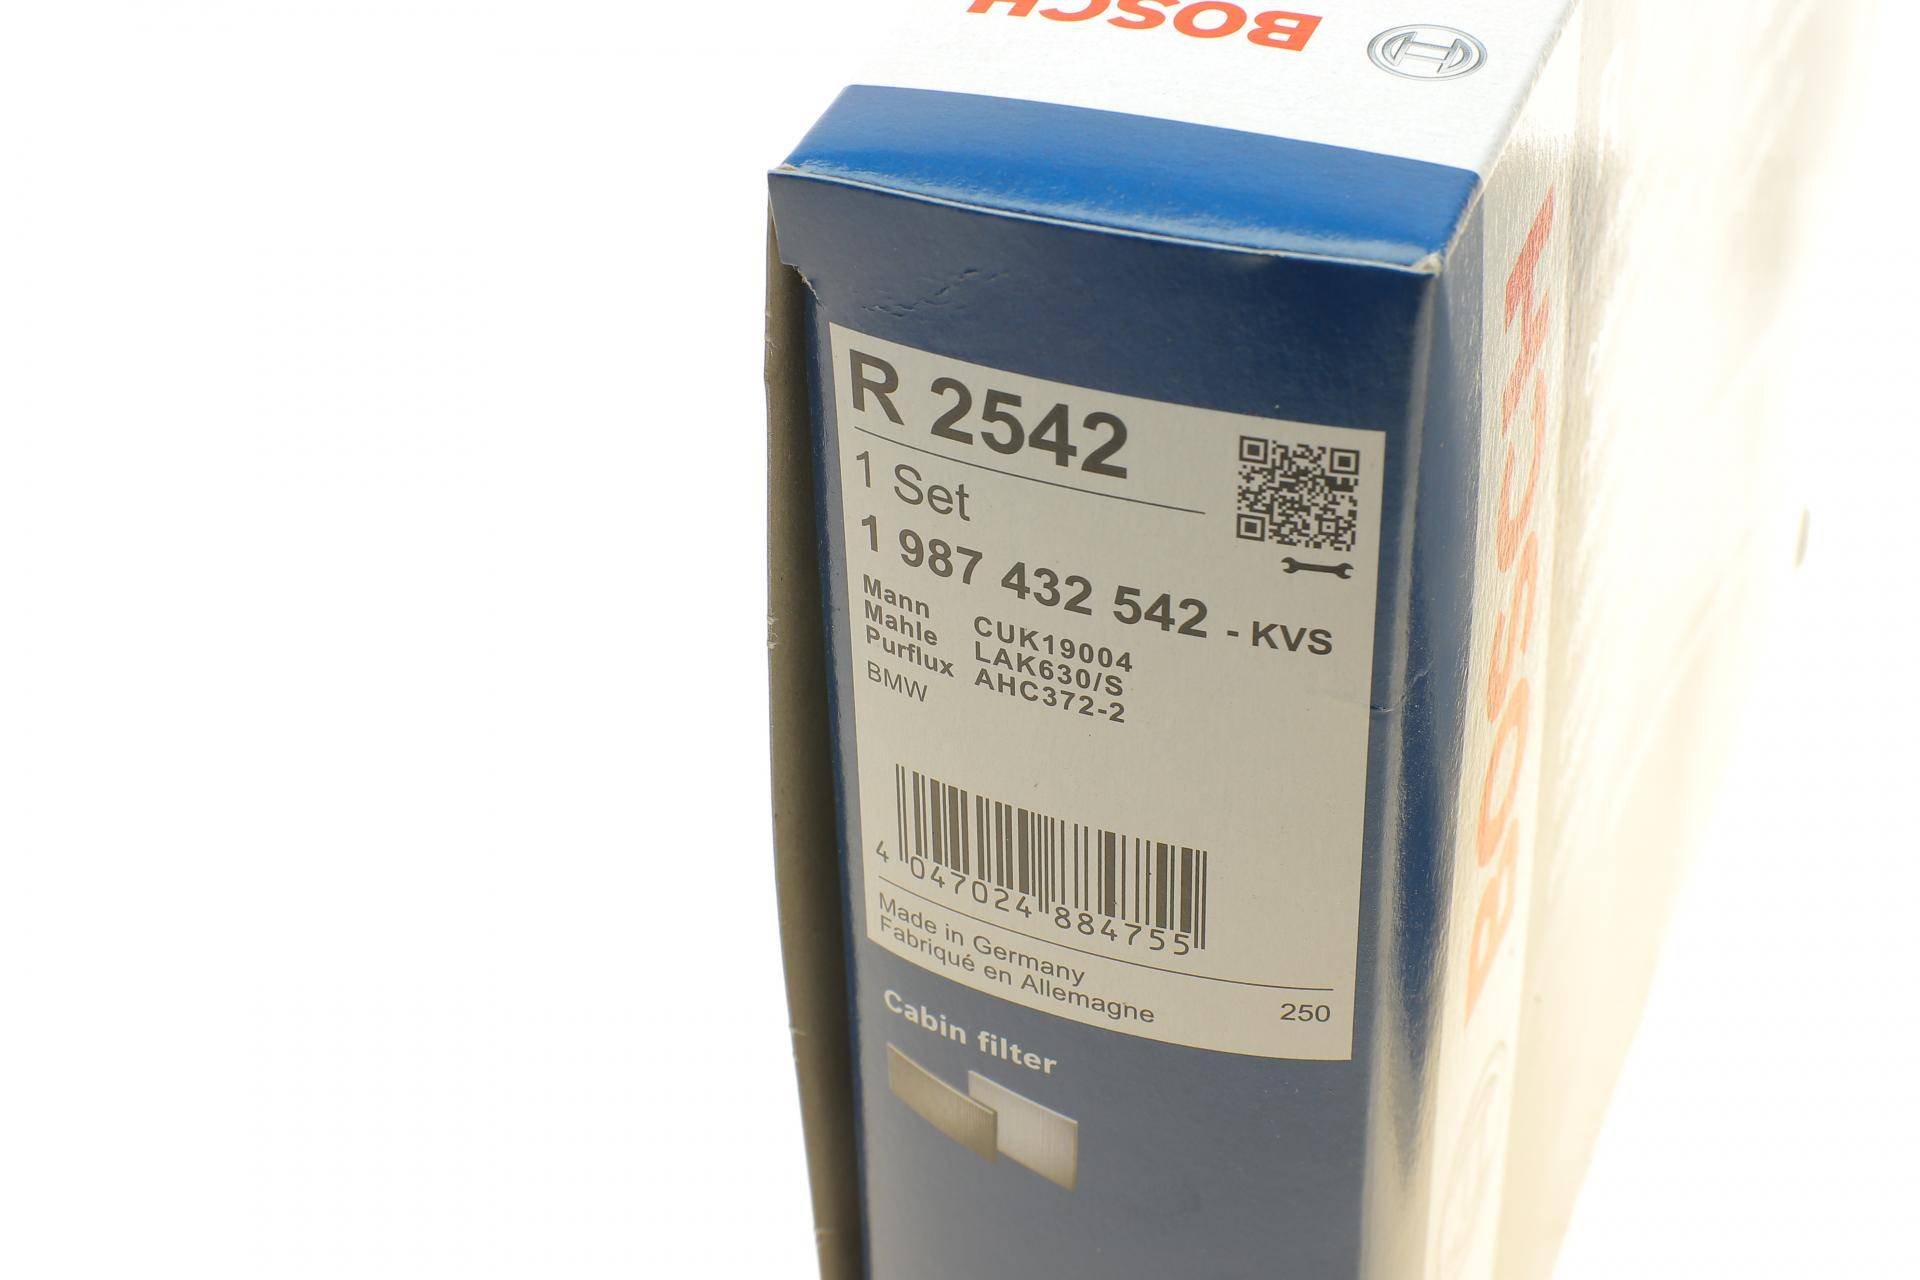 BOSCH
R 2542
1 Set
1 987 432 542 - KVS
Mann CUK19004
Mahle LAK630/S
Purflux AHC372-2
BMW
4 047024 884755
Made in Germany
Fabriqué en Allemagne
250
Cabin filter
BOSCH